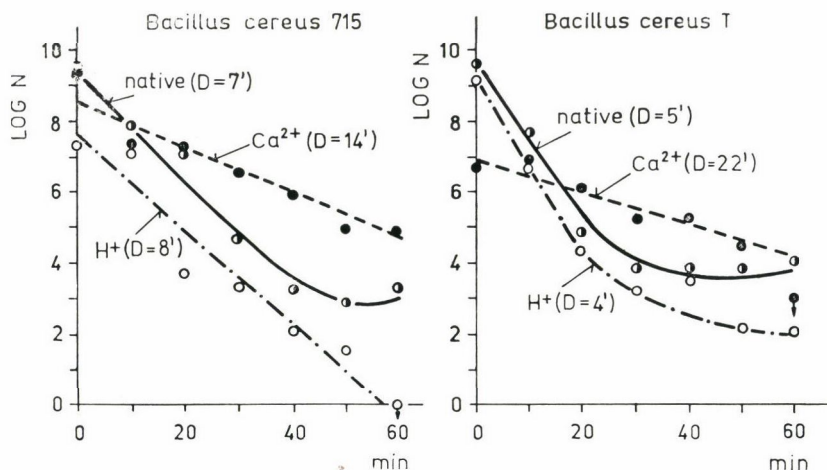 Bacillus cereus 715
10
8
6
4
2
0
LOG N
native (D=7')
Ca²⁺ (D=14')
H⁺(D=8')
0
20
40
60
min
Bacillus cereus T
10
8
6
4
2
0
LOG N
native (D=5')
Ca²⁺(D=22')
H⁺(D=4')
0
20
40
60
min